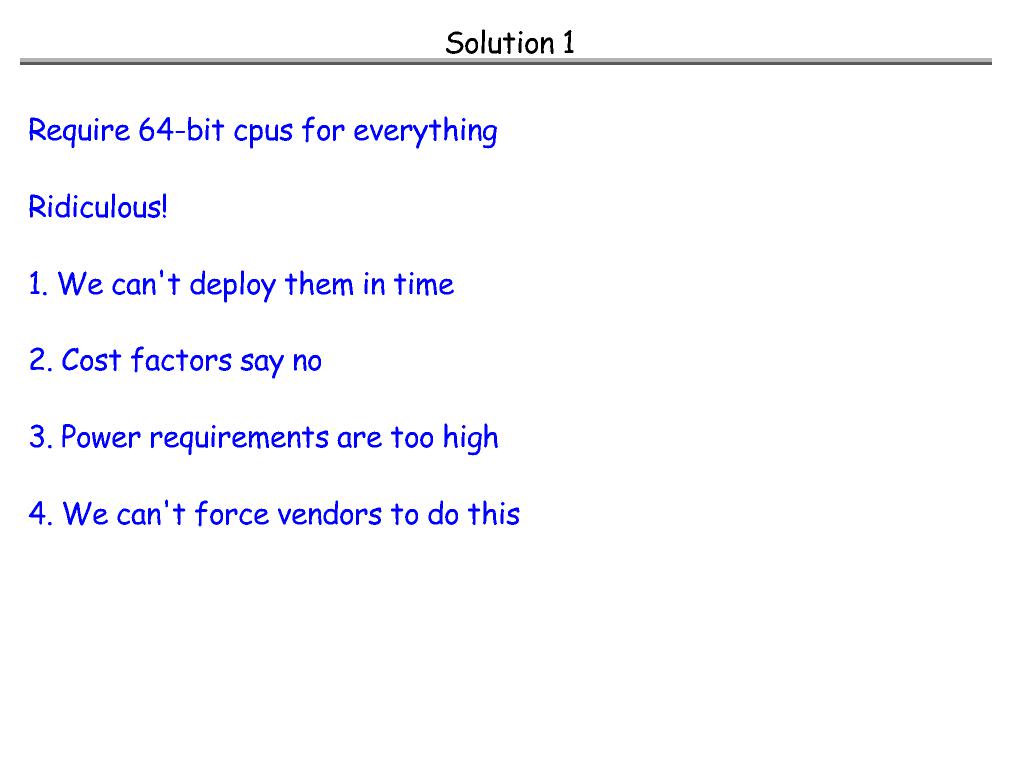 Solution 1
Require 64-bit cpus for everything
Ridiculous!
1. We can't deploy them in time
2. Cost factors say no
3. Power requirements are too high
4. We can't force vendors to do this